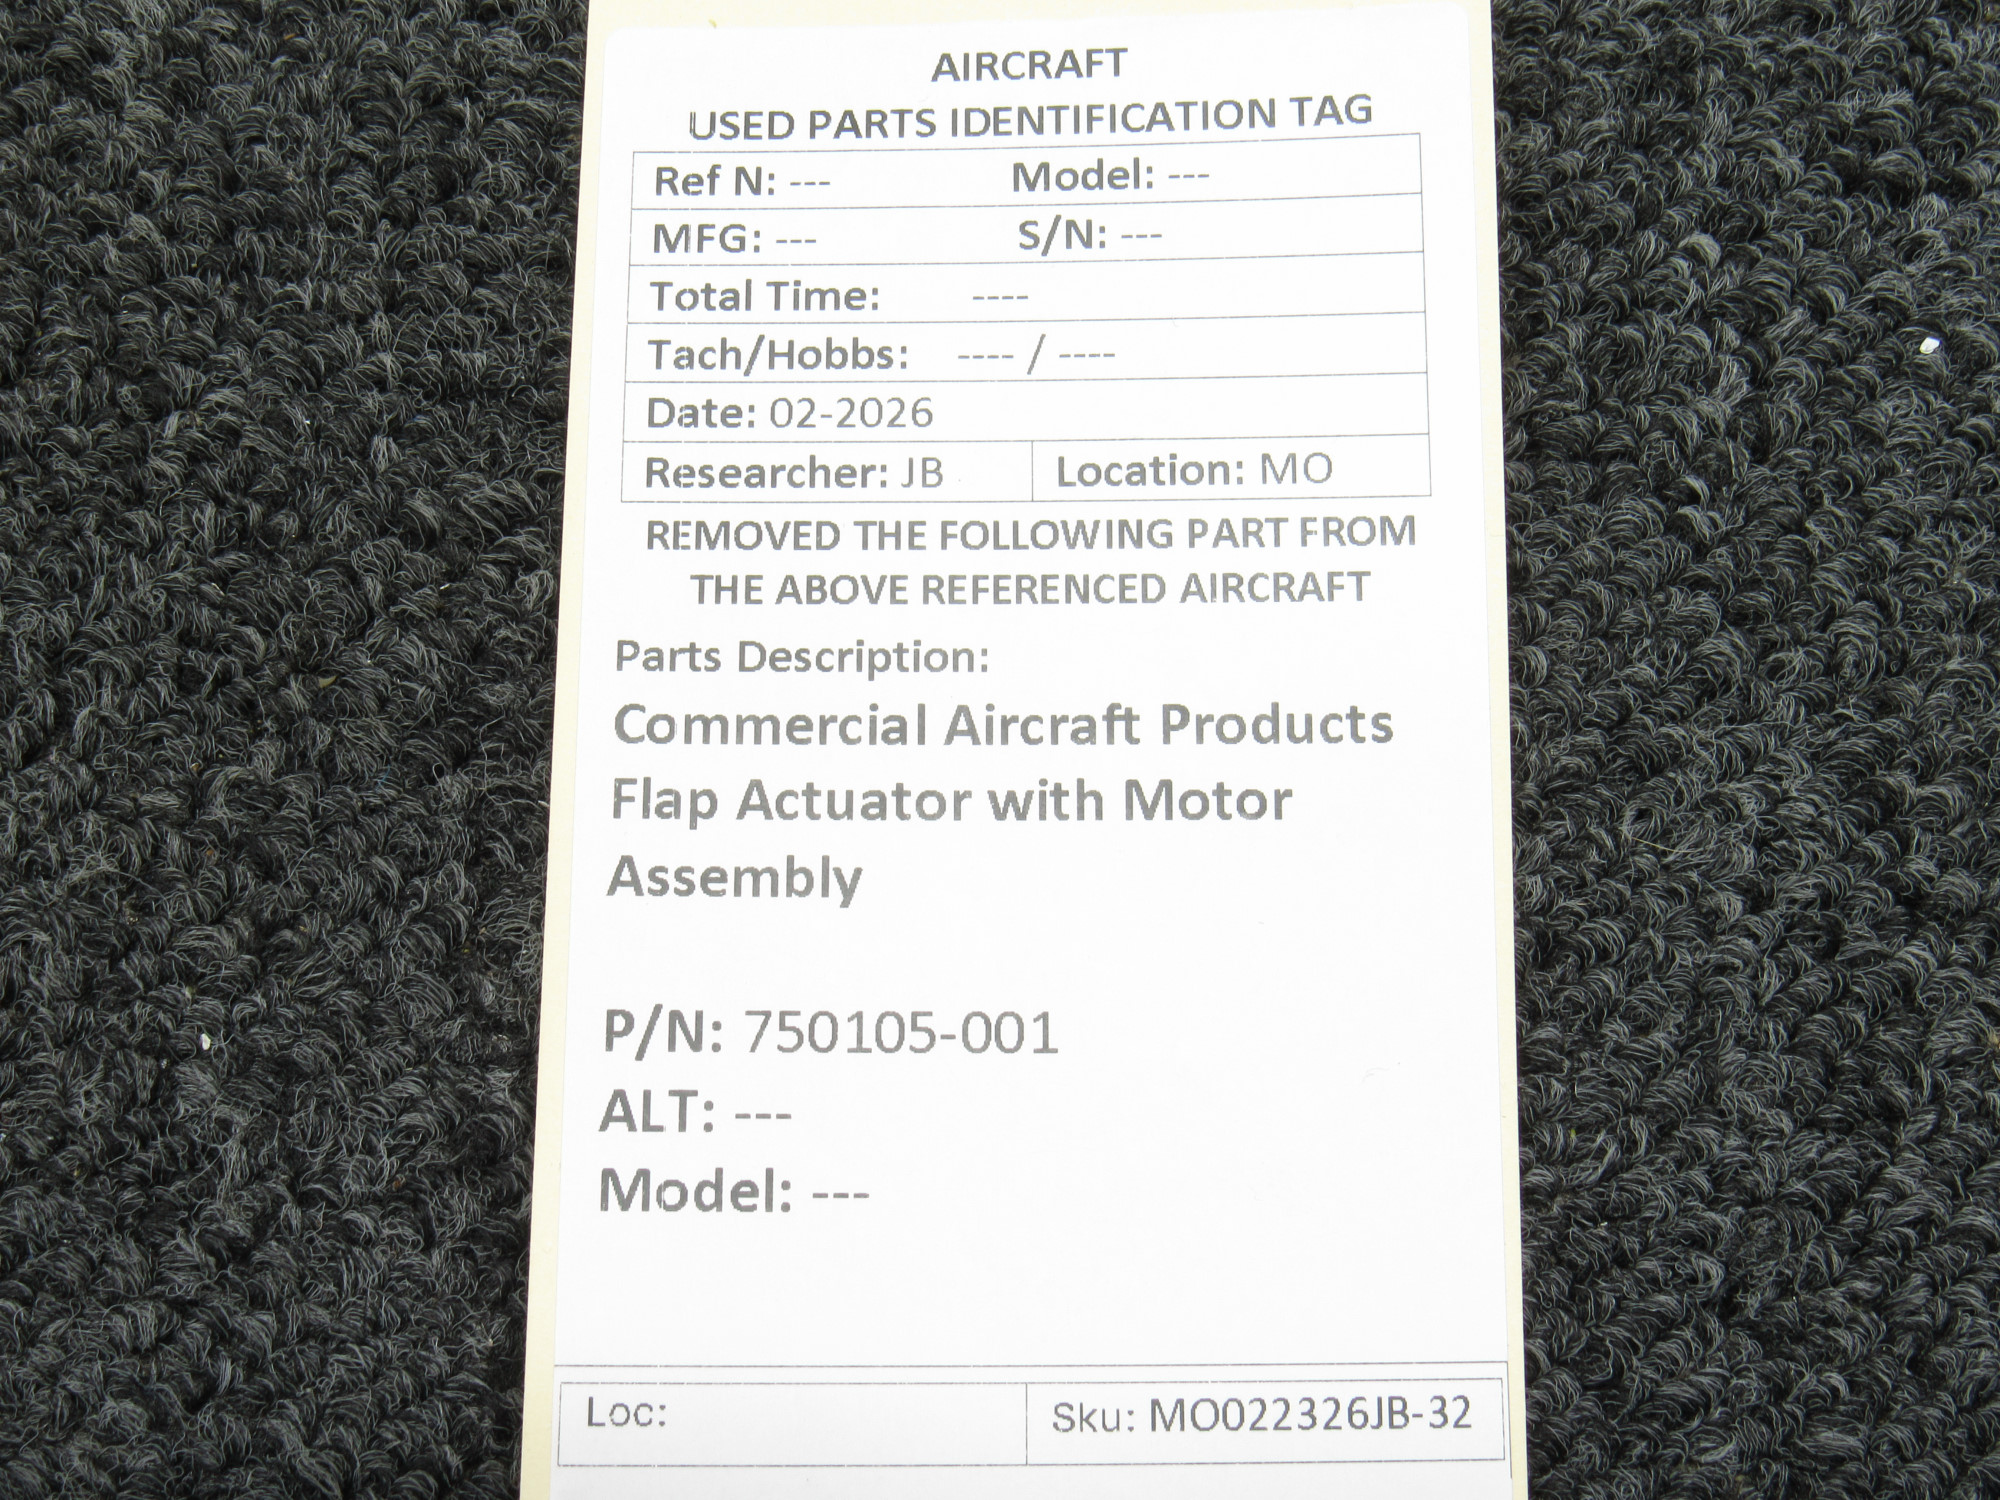 AIRCRAFT
USED PARTS IDENTIFICATION TAG
Ref N: --- Model: ---
MFG: --- S/N: ---
Total Time: ----
Tach/Hobbs: ---- / ----
Date: 02-2026
Researcher: JB Location: MO
REMOVED THE FOLLOWING PART FROM
THE ABOVE REFERENCED AIRCRAFT
Parts Description:
Commercial Aircraft Products
Flap Actuator with Motor
Assembly
P/N: 750105-001
ALT: ---
Model: ---
Loc: Sku: MO022326JB-32